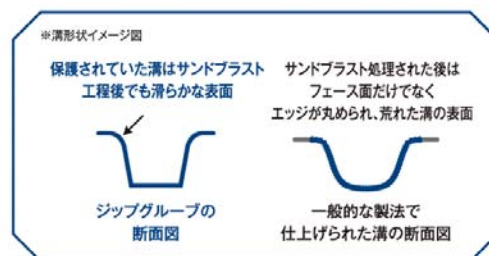 ※溝形状イメージ図
保護されていた溝はサンドブラスト
工程後でも滑らかな表面
ジップグルーブの
断面図
サンドブラスト処理された後は
フェース面だけでなく
エッジが丸められ、荒れた溝の表面
一般的な製法で
仕上げられた溝の断面図